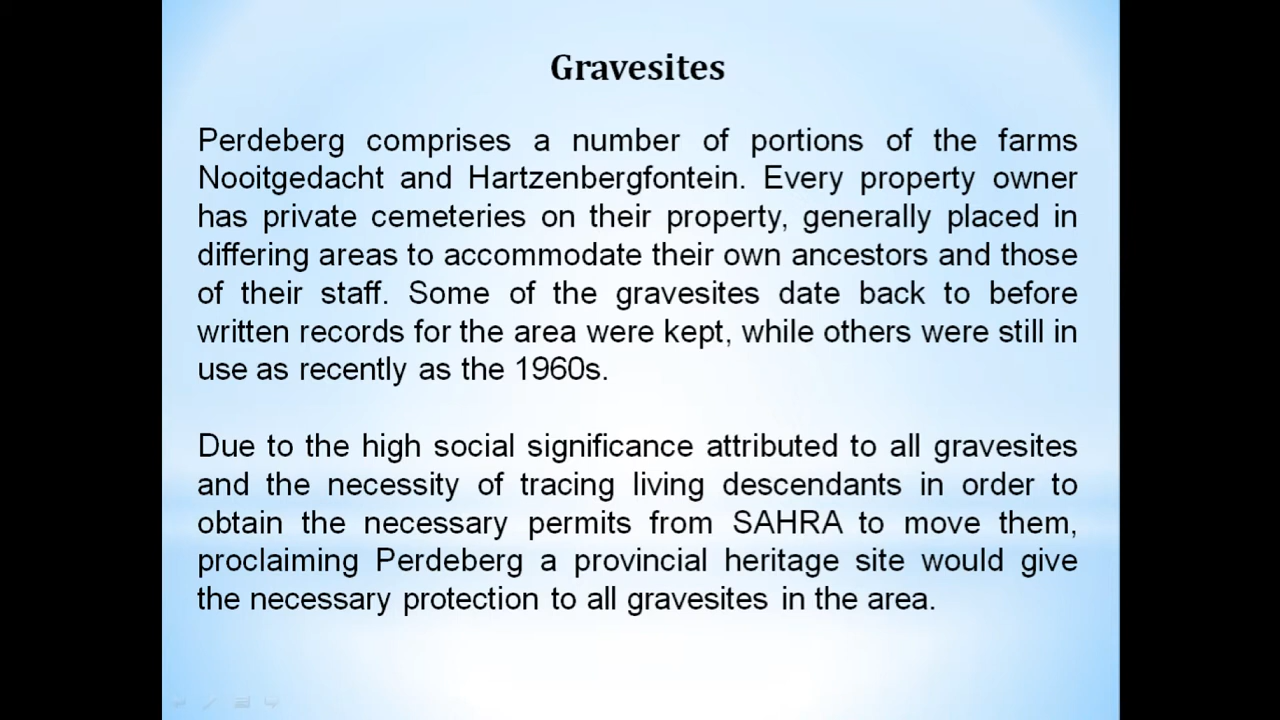 Gravesites
Perdeberg comprises a number of portions of the farms
Nooitgedacht and Hartzenbergfontein. Every property owner
has private cemeteries on their property, generally placed in
differing areas to accommodate their own ancestors and those
of their staff. Some of the gravesites date back to before
written records for the area were kept, while others were still in
use as recently as the 1960s.
Due to the high social significance attributed to all gravesites
and the necessity of tracing living descendants in order to
obtain the necessary permits from SAHRA to move them,
proclaiming Perdeberg a provincial heritage site would give
the necessary protection to all gravesites in the area.